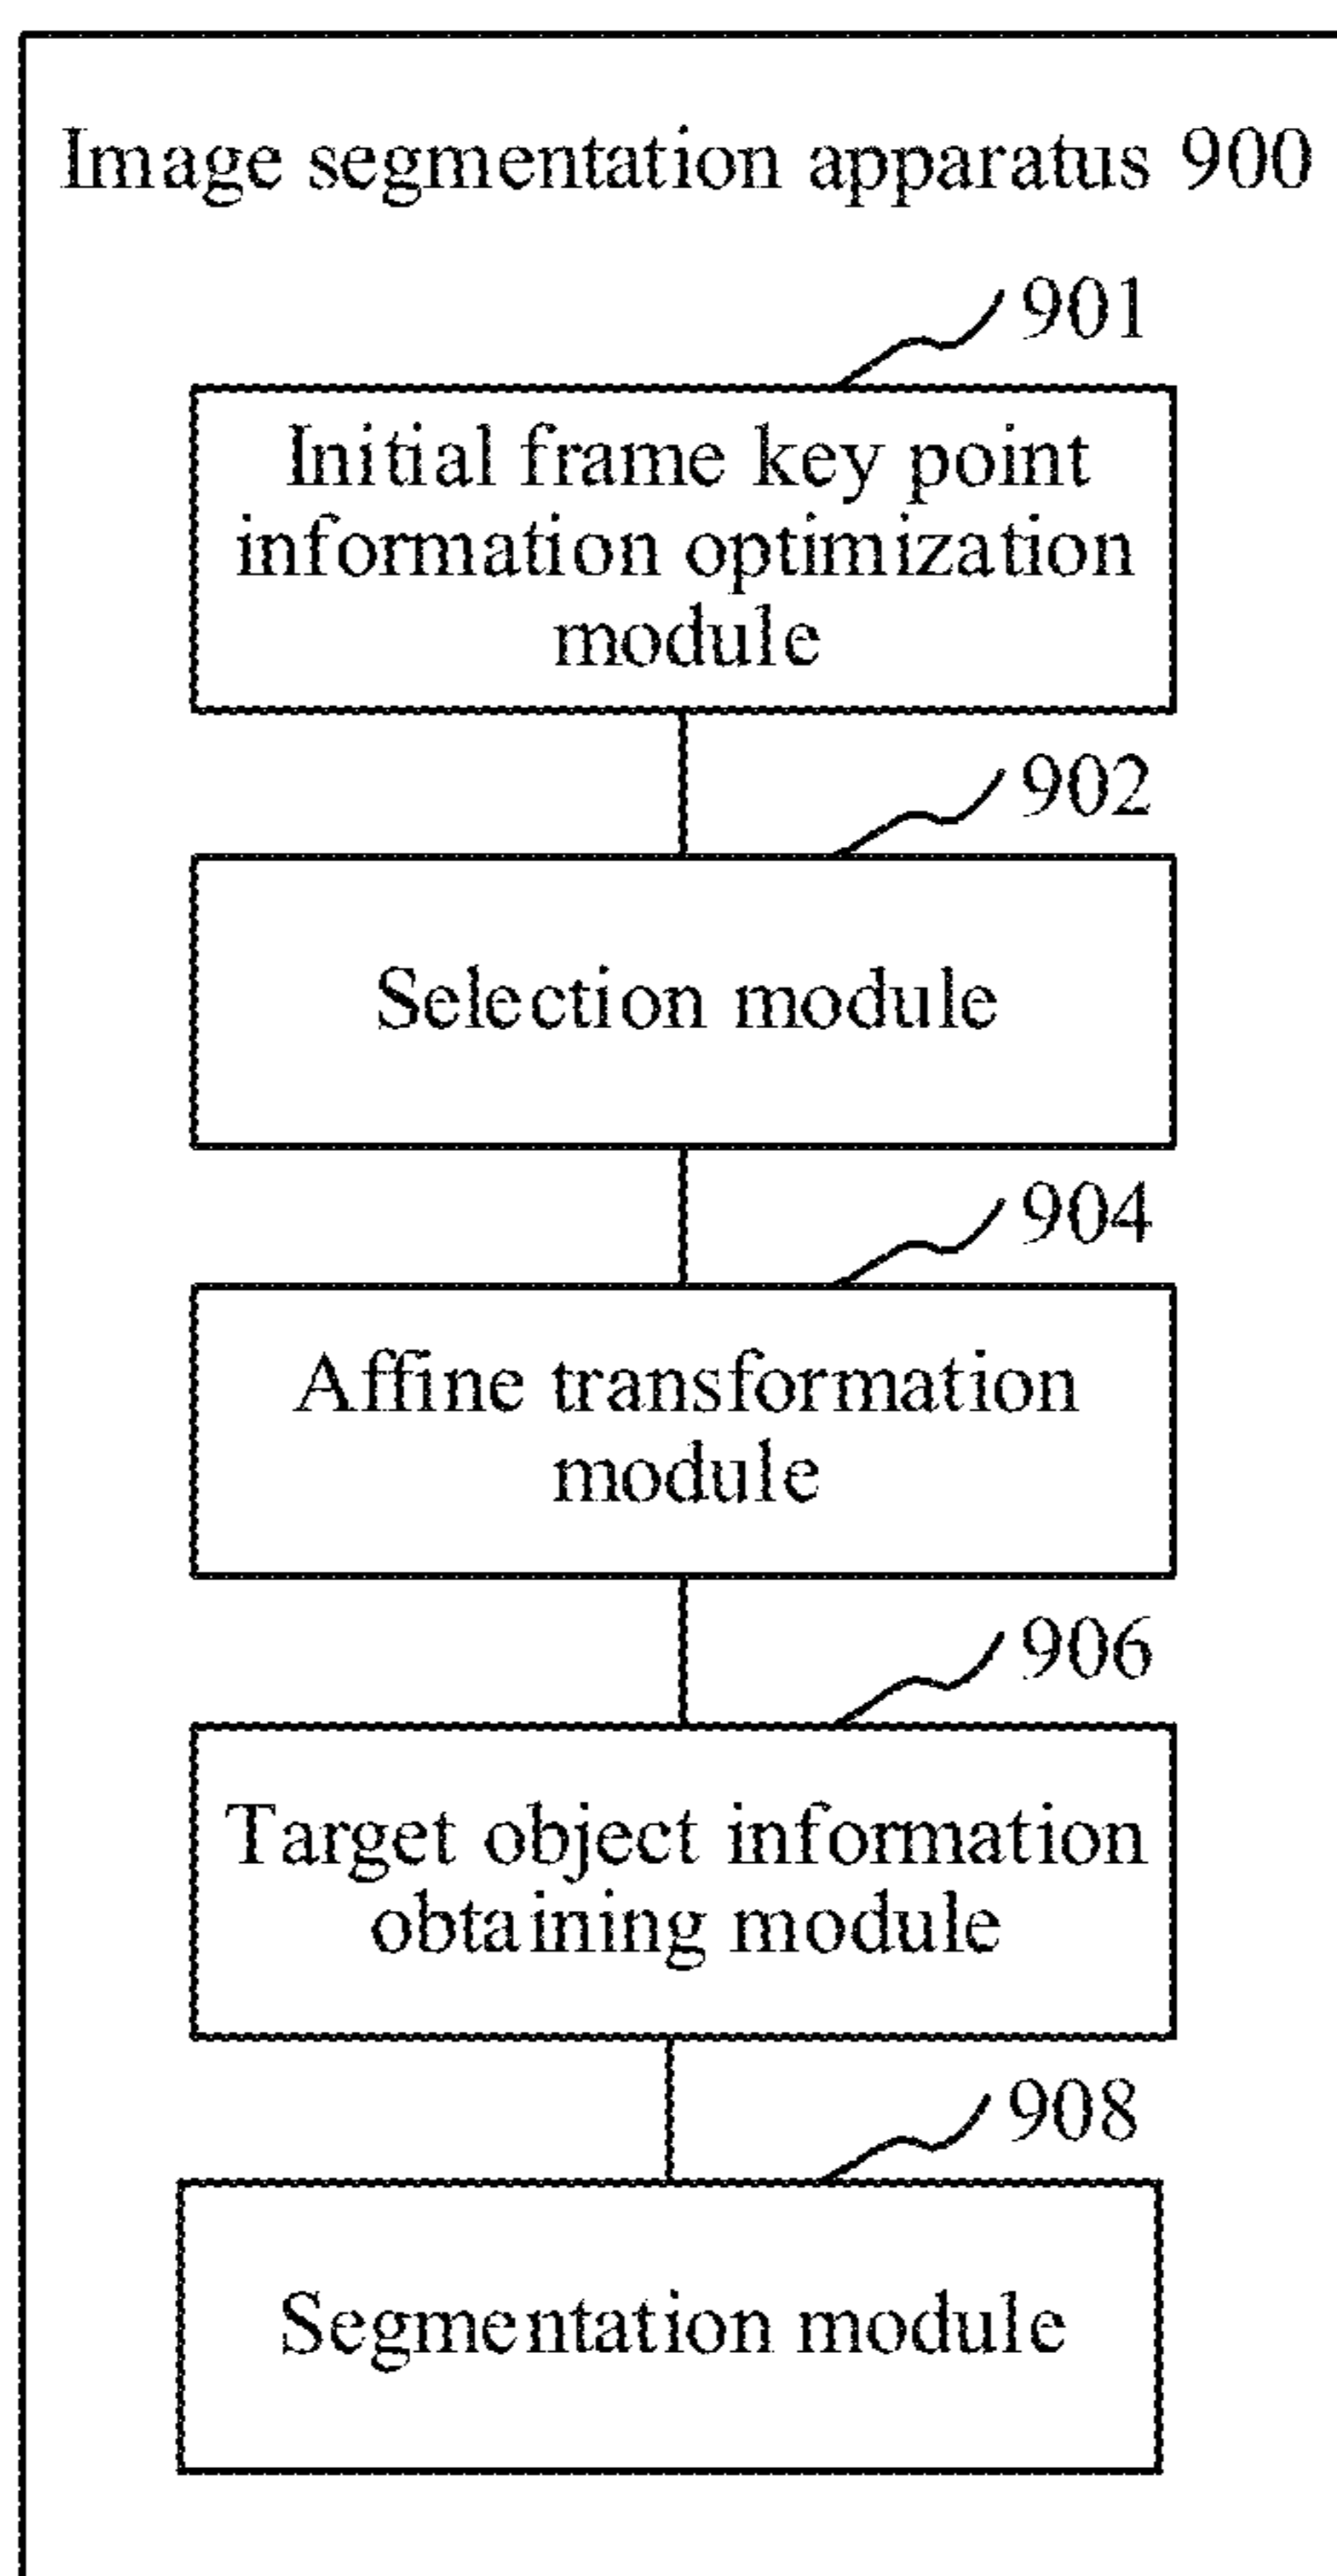 Image segmentation apparatus 900
901
Initial frame key point
information optimization
module
902
Selection module
904
Affine transformation
module
906
Target object information
obtaining module
908
Segmentation module